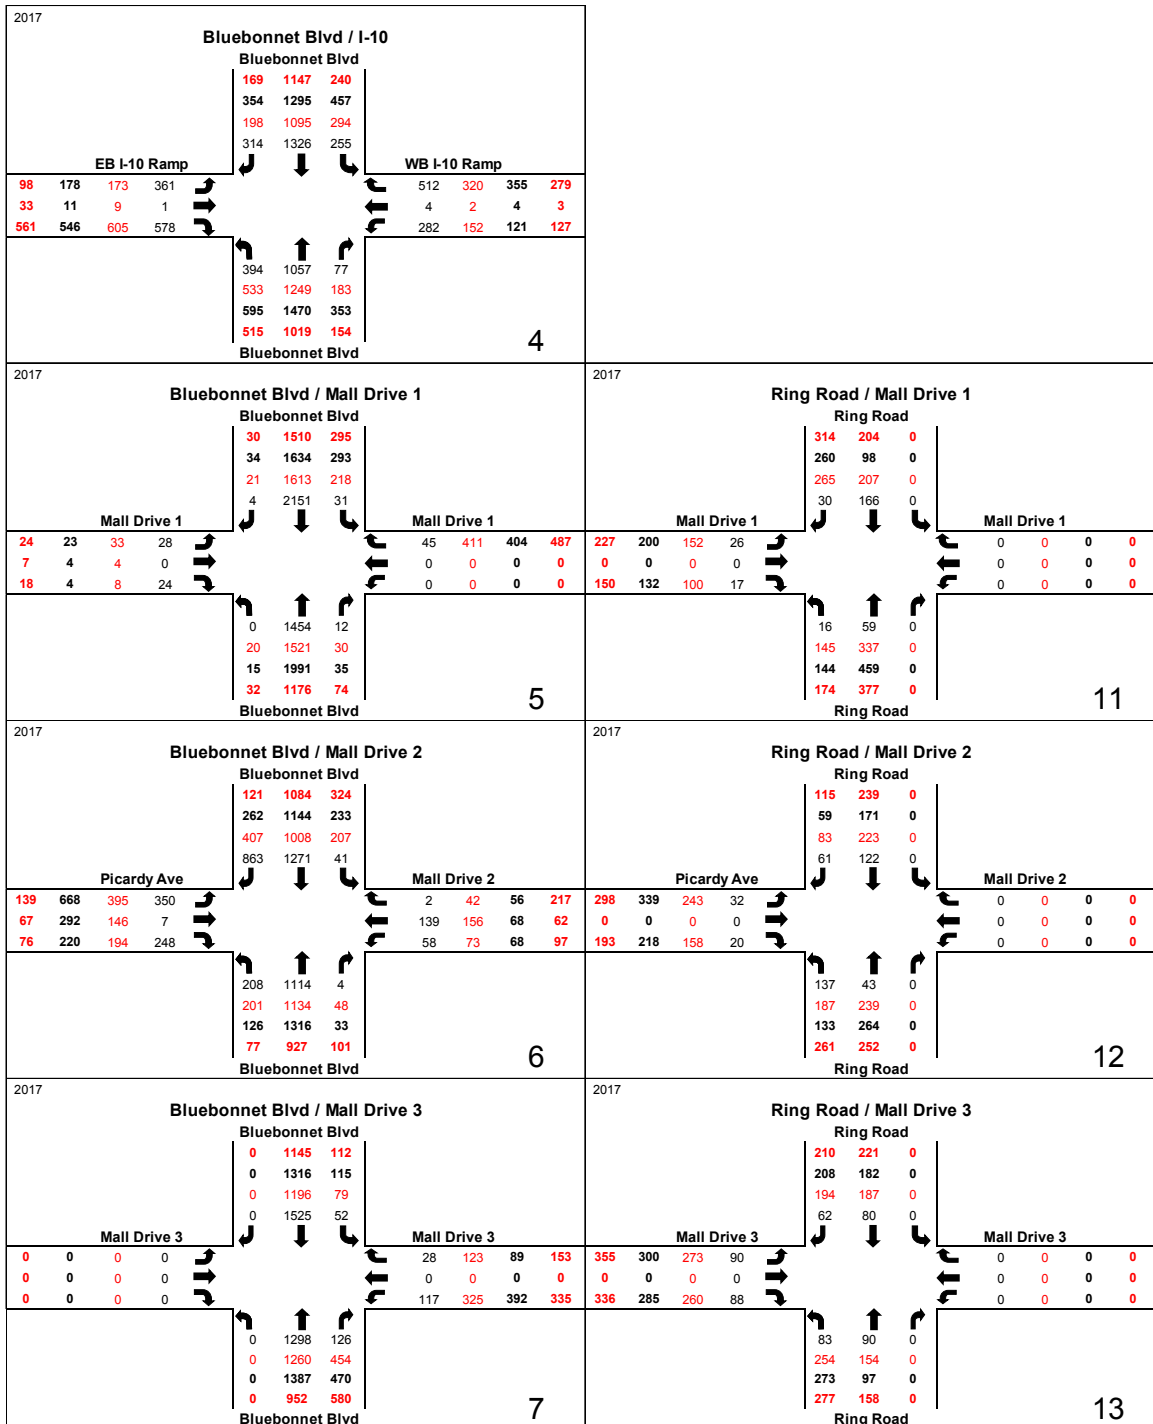 2017
Bluebonnet Blvd / I-10
Bluebonnet Blvd
169 1147 240
354 1295 457
198 1095 294
314 1326 255
EB I-10 Ramp WB I-10 Ramp
98 178 173 361 512 320 355 279
33 11 9 1 4 2 4 3
561 546 605 578 282 152 121 127
394 1057 77
533 1249 183
595 1470 353
515 1019 154
4
Bluebonnet Blvd
2017
Bluebonnet Blvd / Mall Drive 1
Bluebonnet Blvd
30 1510 295
34 1634 293
21 1613 218
4 2151 31
Mall Drive 1 Mall Drive 1
24 23 33 28 45 411 404 487
7 4 4 0 0 0 0 0
18 4 8 24 0 0 0 0
0 1454 12
20 1521 30
15 1991 35
32 1176 74
5
Bluebonnet Blvd
2017
Ring Road / Mall Drive 1
Ring Road
314 204 0
260 98 0
265 207 0
30 166 0
Mall Drive 1 Mall Drive 1
227 200 152 26 0 0 0 0
0 0 0 0 0 0 0 0
150 132 100 17 0 0 0 0
16 59 0
145 337 0
144 459 0
174 377 0
11
Ring Road
2017
Bluebonnet Blvd / Mall Drive 2
Bluebonnet Blvd
121 1084 324
262 1144 233
407 1008 207
863 1271 41
Picardy Ave Mall Drive 2
139 668 395 350 2 42 56 217
67 292 146 7 139 156 68 62
76 220 194 248 58 73 68 97
208 1114 4
201 1134 48
126 1316 33
77 927 101
6
Bluebonnet Blvd
2017
Ring Road / Mall Drive 2
Ring Road
115 239 0
59 171 0
83 223 0
61 122 0
Picardy Ave Mall Drive 2
298 339 243 32 0 0 0 0
0 0 0 0 0 0 0 0
193 218 158 20 0 0 0 0
137 43 0
187 239 0
133 264 0
261 252 0
12
Ring Road
2017
Bluebonnet Blvd / Mall Drive 3
Bluebonnet Blvd
0 1145 112
0 1316 115
0 1196 79
0 1525 52
Mall Drive 3 Mall Drive 3
0 0 0 0 28 123 89 153
0 0 0 0 0 0 0 0
0 0 0 0 117 325 392 335
0 1298 126
0 1260 454
0 1387 470
0 952 580
7
Bluebonnet Blvd
2017
Ring Road / Mall Drive 3
Ring Road
210 221 0
208 182 0
194 187 0
62 80 0
Mall Drive 3 Mall Drive 3
355 300 273 90 0 0 0 0
0 0 0 0 0 0 0 0
336 285 260 88 0 0 0 0
83 90 0
254 154 0
273 97 0
277 158 0
13
Ring Road